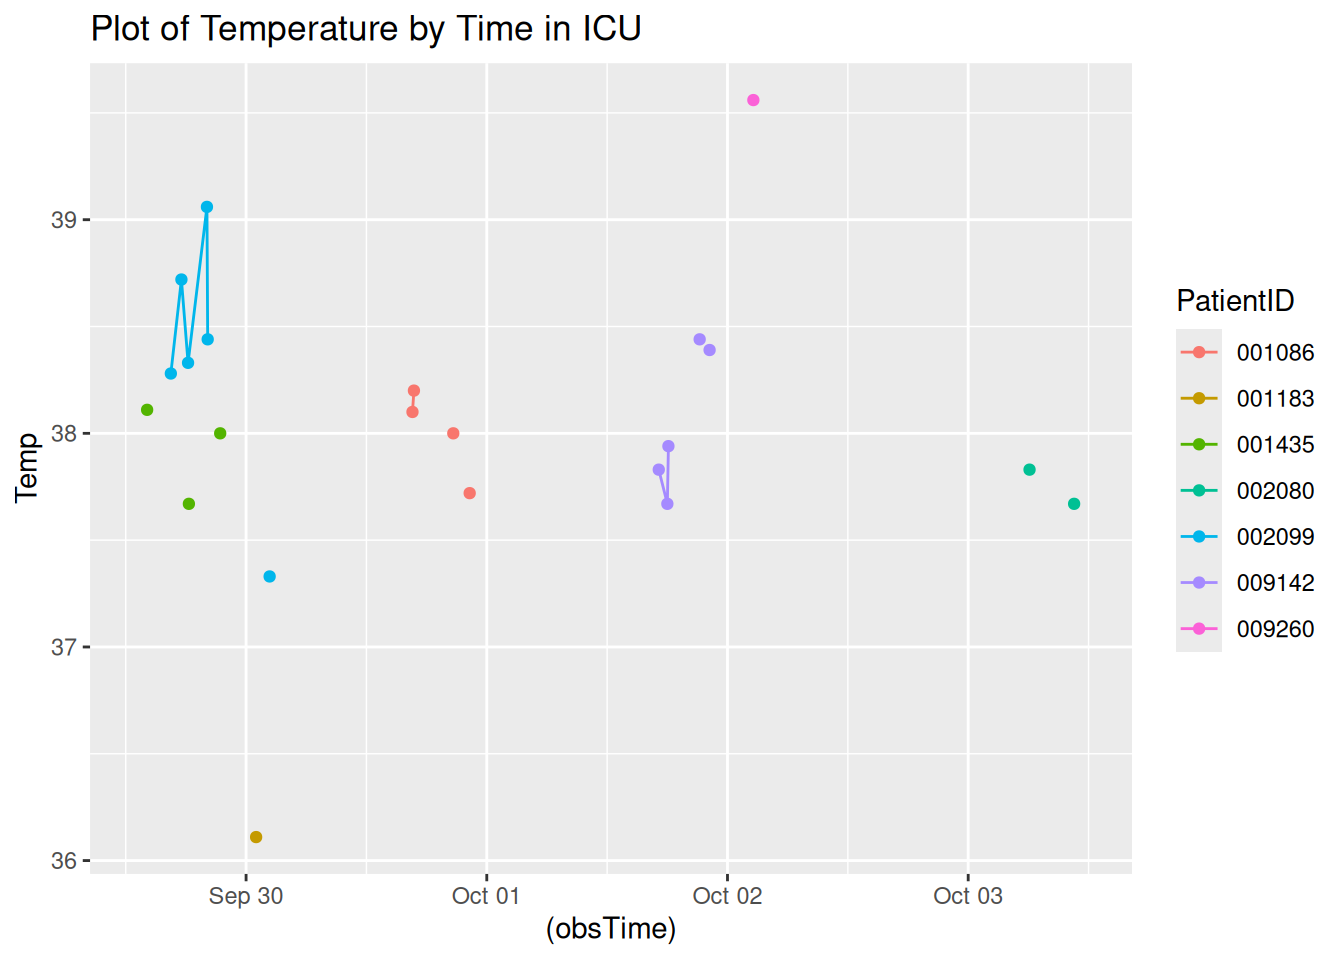 Plot of Temperature by Time in ICU
39
38
37
36
Temp
Sep 30
Oct 01
Oct 02
Oct 03
(obsTime)
PatientID
001086
001183
001435
002080
002099
009142
009260